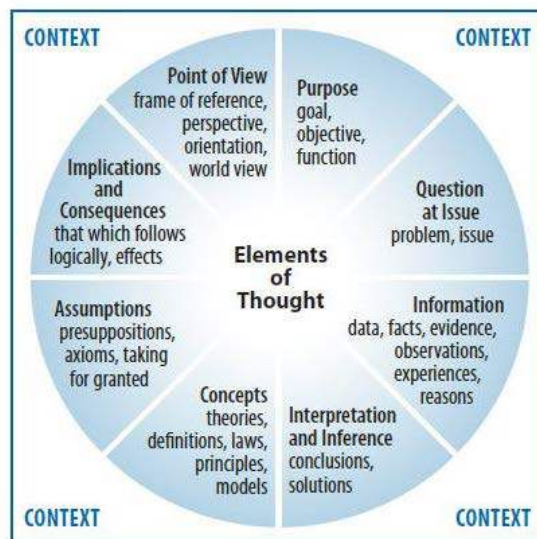 CONTEXT
CONTEXT
Point of View
frame of reference,
perspective,
orientation,
world view
Purpose
goal,
objective,
function
Question
at Issue
problem, issue
Information
data, facts, evidence,
observations,
experiences,
reasons
Interpretation
and Inference
conclusions,
solutions
Concepts
theories,
definitions, laws,
principles,
models
Assumptions
presuppositions,
axioms, taking
for granted
Implications
and
Consequences
that which follows
logically, effects
Elements
of
Thought
CONTEXT
CONTEXT